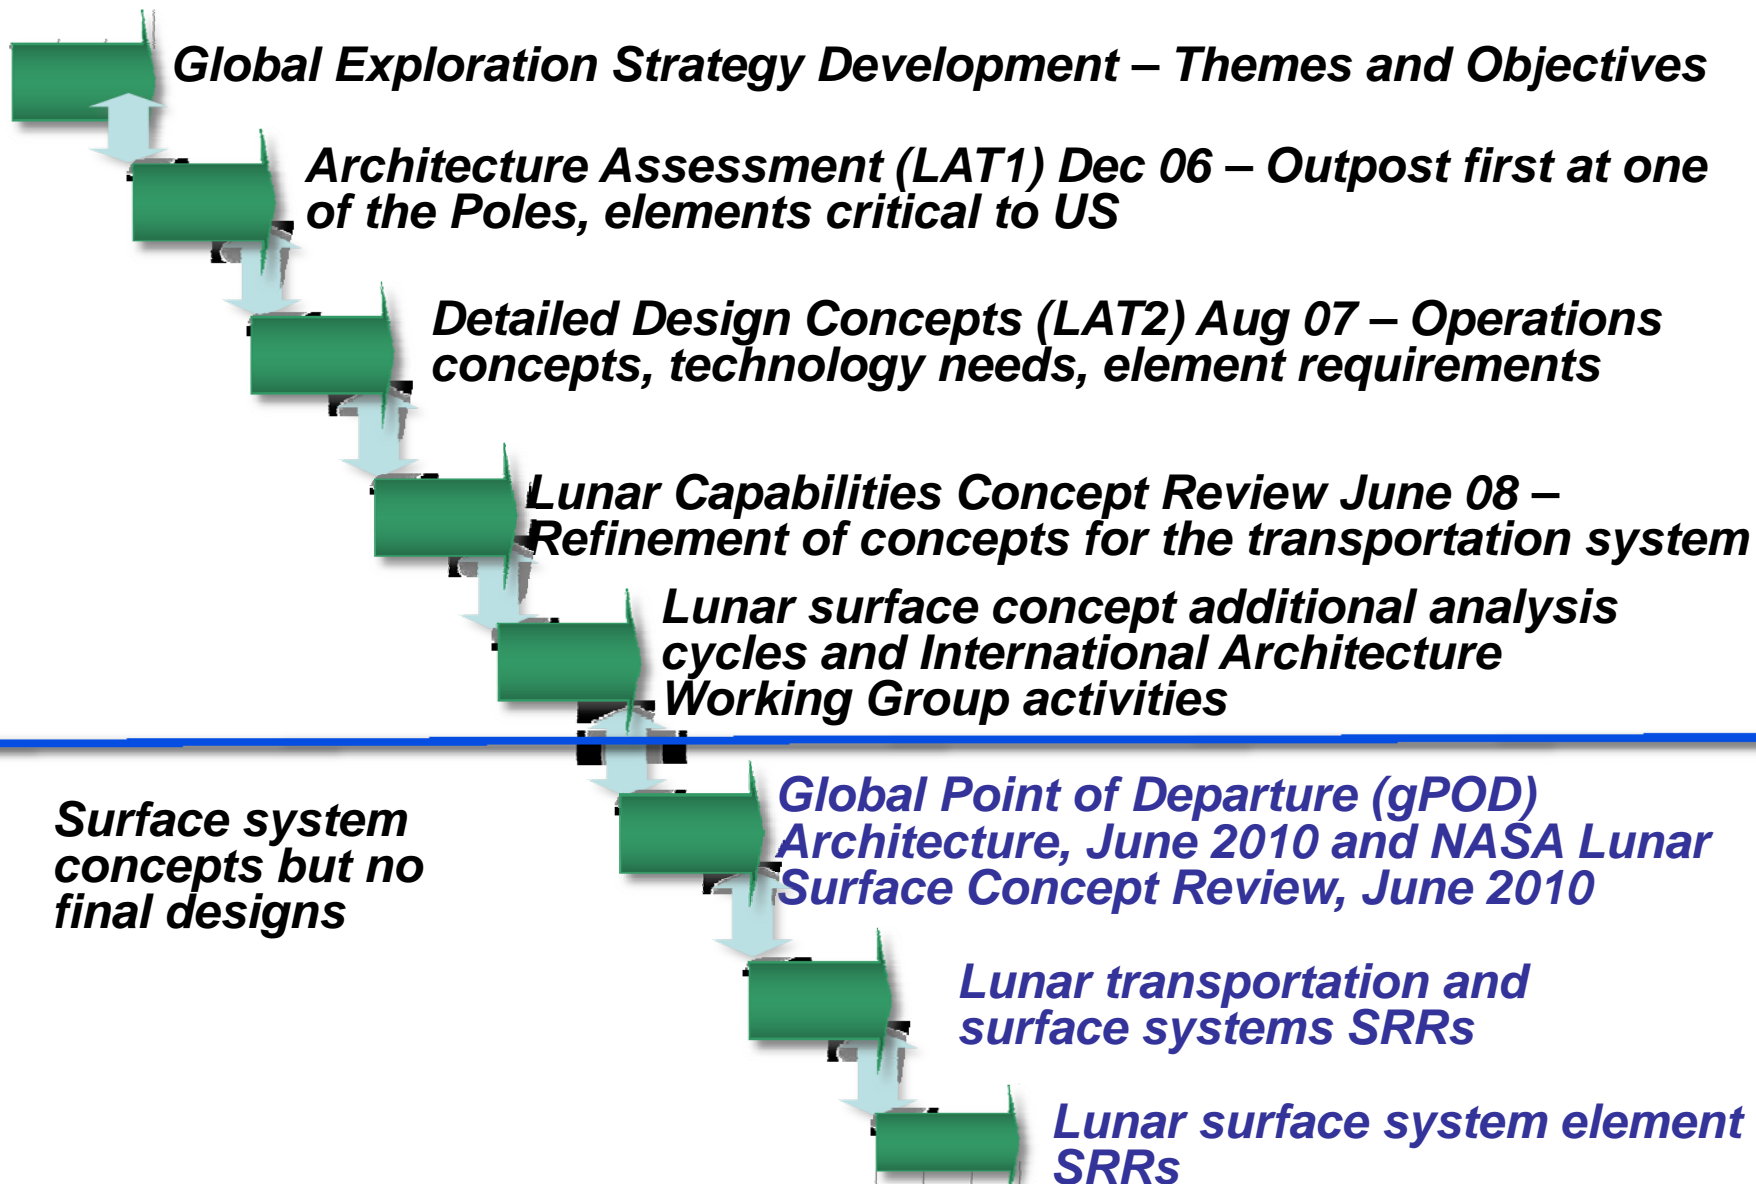 Global Exploration Strategy Development – Themes and Objectives
Architecture Assessment (LAT1) Dec 06 – Outpost first at one
of the Poles, elements critical to US
Detailed Design Concepts (LAT2) Aug 07 – Operations
concepts, technology needs, element requirements
Lunar Capabilities Concept Review June 08 –
Refinement of concepts for the transportation system
Lunar surface concept additional analysis
cycles and International Architecture
Working Group activities
Surface system
concepts but no
final designs
Global Point of Departure (gPOD)
Architecture, June 2010 and NASA Lunar
Surface Concept Review, June 2010
Lunar transportation and
surface systems SRRs
Lunar surface system element
SRRs